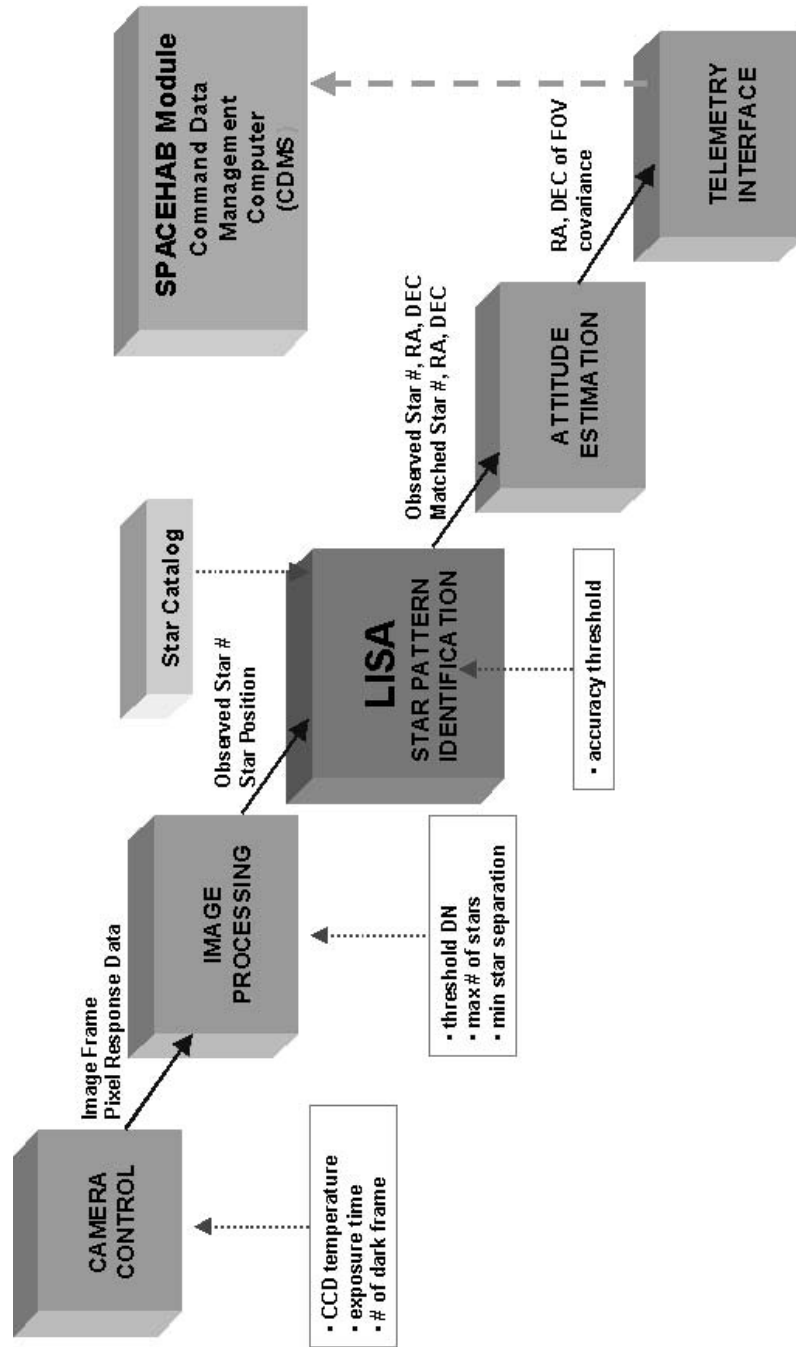 CAMERA
CONTROL
• CCD temperature
• exposure time
• # of dark frame
Image Frame
Pixel Response Data
IMAGE
PROCESSING
• threshold DN
• max # of stars
• min star separation
Observed Star #
Star Position
Star Catalog
LISA
STAR PATTERN
IDENTIFICATION
• accuracy threshold
Observed Star #, RA, DEC
Matched Star #, RA, DEC
ATTITUDE
ESTIMATION
RA, DEC of FOV
covariance
TELEMETRY
INTERFACE
SPACEHAB Module
Command Data
Management
Computer
(CDMS)